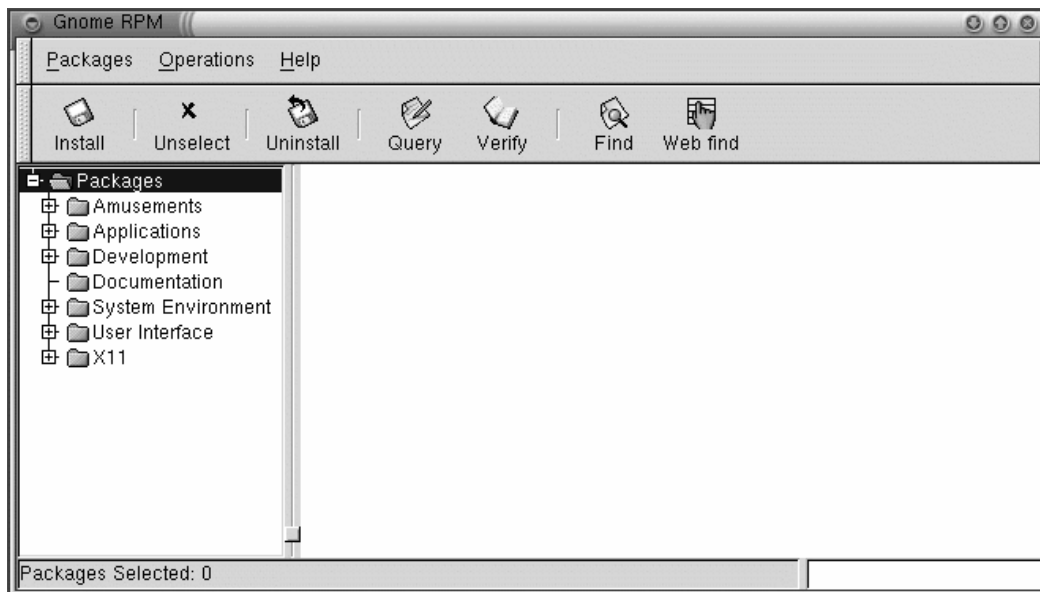 Gnome RPM
Packages Operations Help
Install Unselect Uninstall Query Verify Find Web find
Packages
Amusements
Applications
Development
Documentation
System Environment
User Interface
X11
Packages Selected: 0